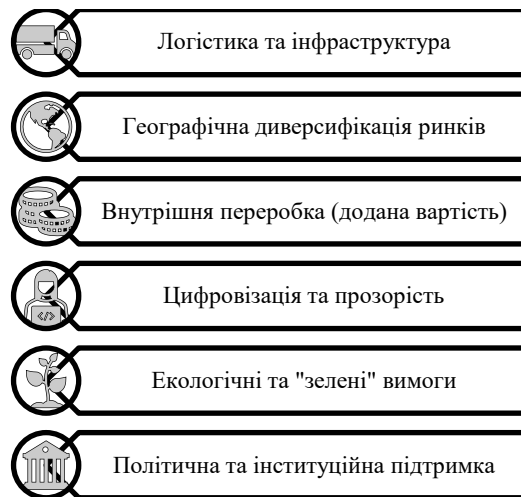 Логістика та інфраструктура
Географічна диверсифікація ринків
Внутрішня переробка (додана вартість)
Цифровізація та прозорість
</>
Екологічні та "зелені" вимоги
Політична та інституційна підтримка